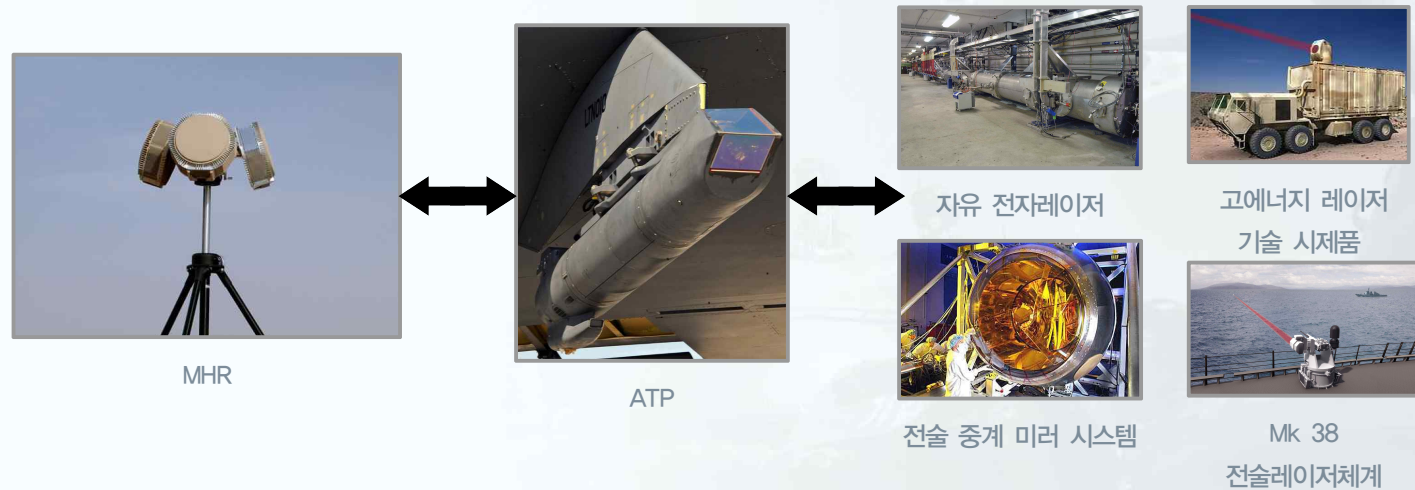 MHR
ATP
자유 전자레이저
고에너지 레이저
기술 시제품
전술 중계 미러 시스템
Mk 38
전술레이저체계